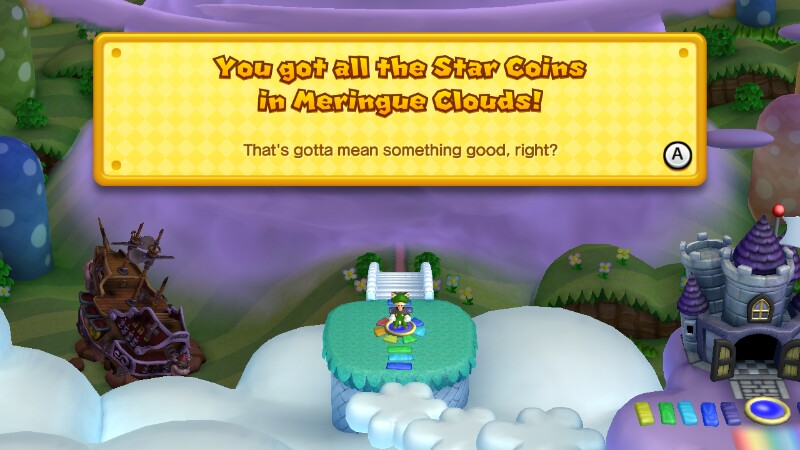 You got all the Star Coins
in Meringue Clouds!
That's gotta mean something good, right?
A